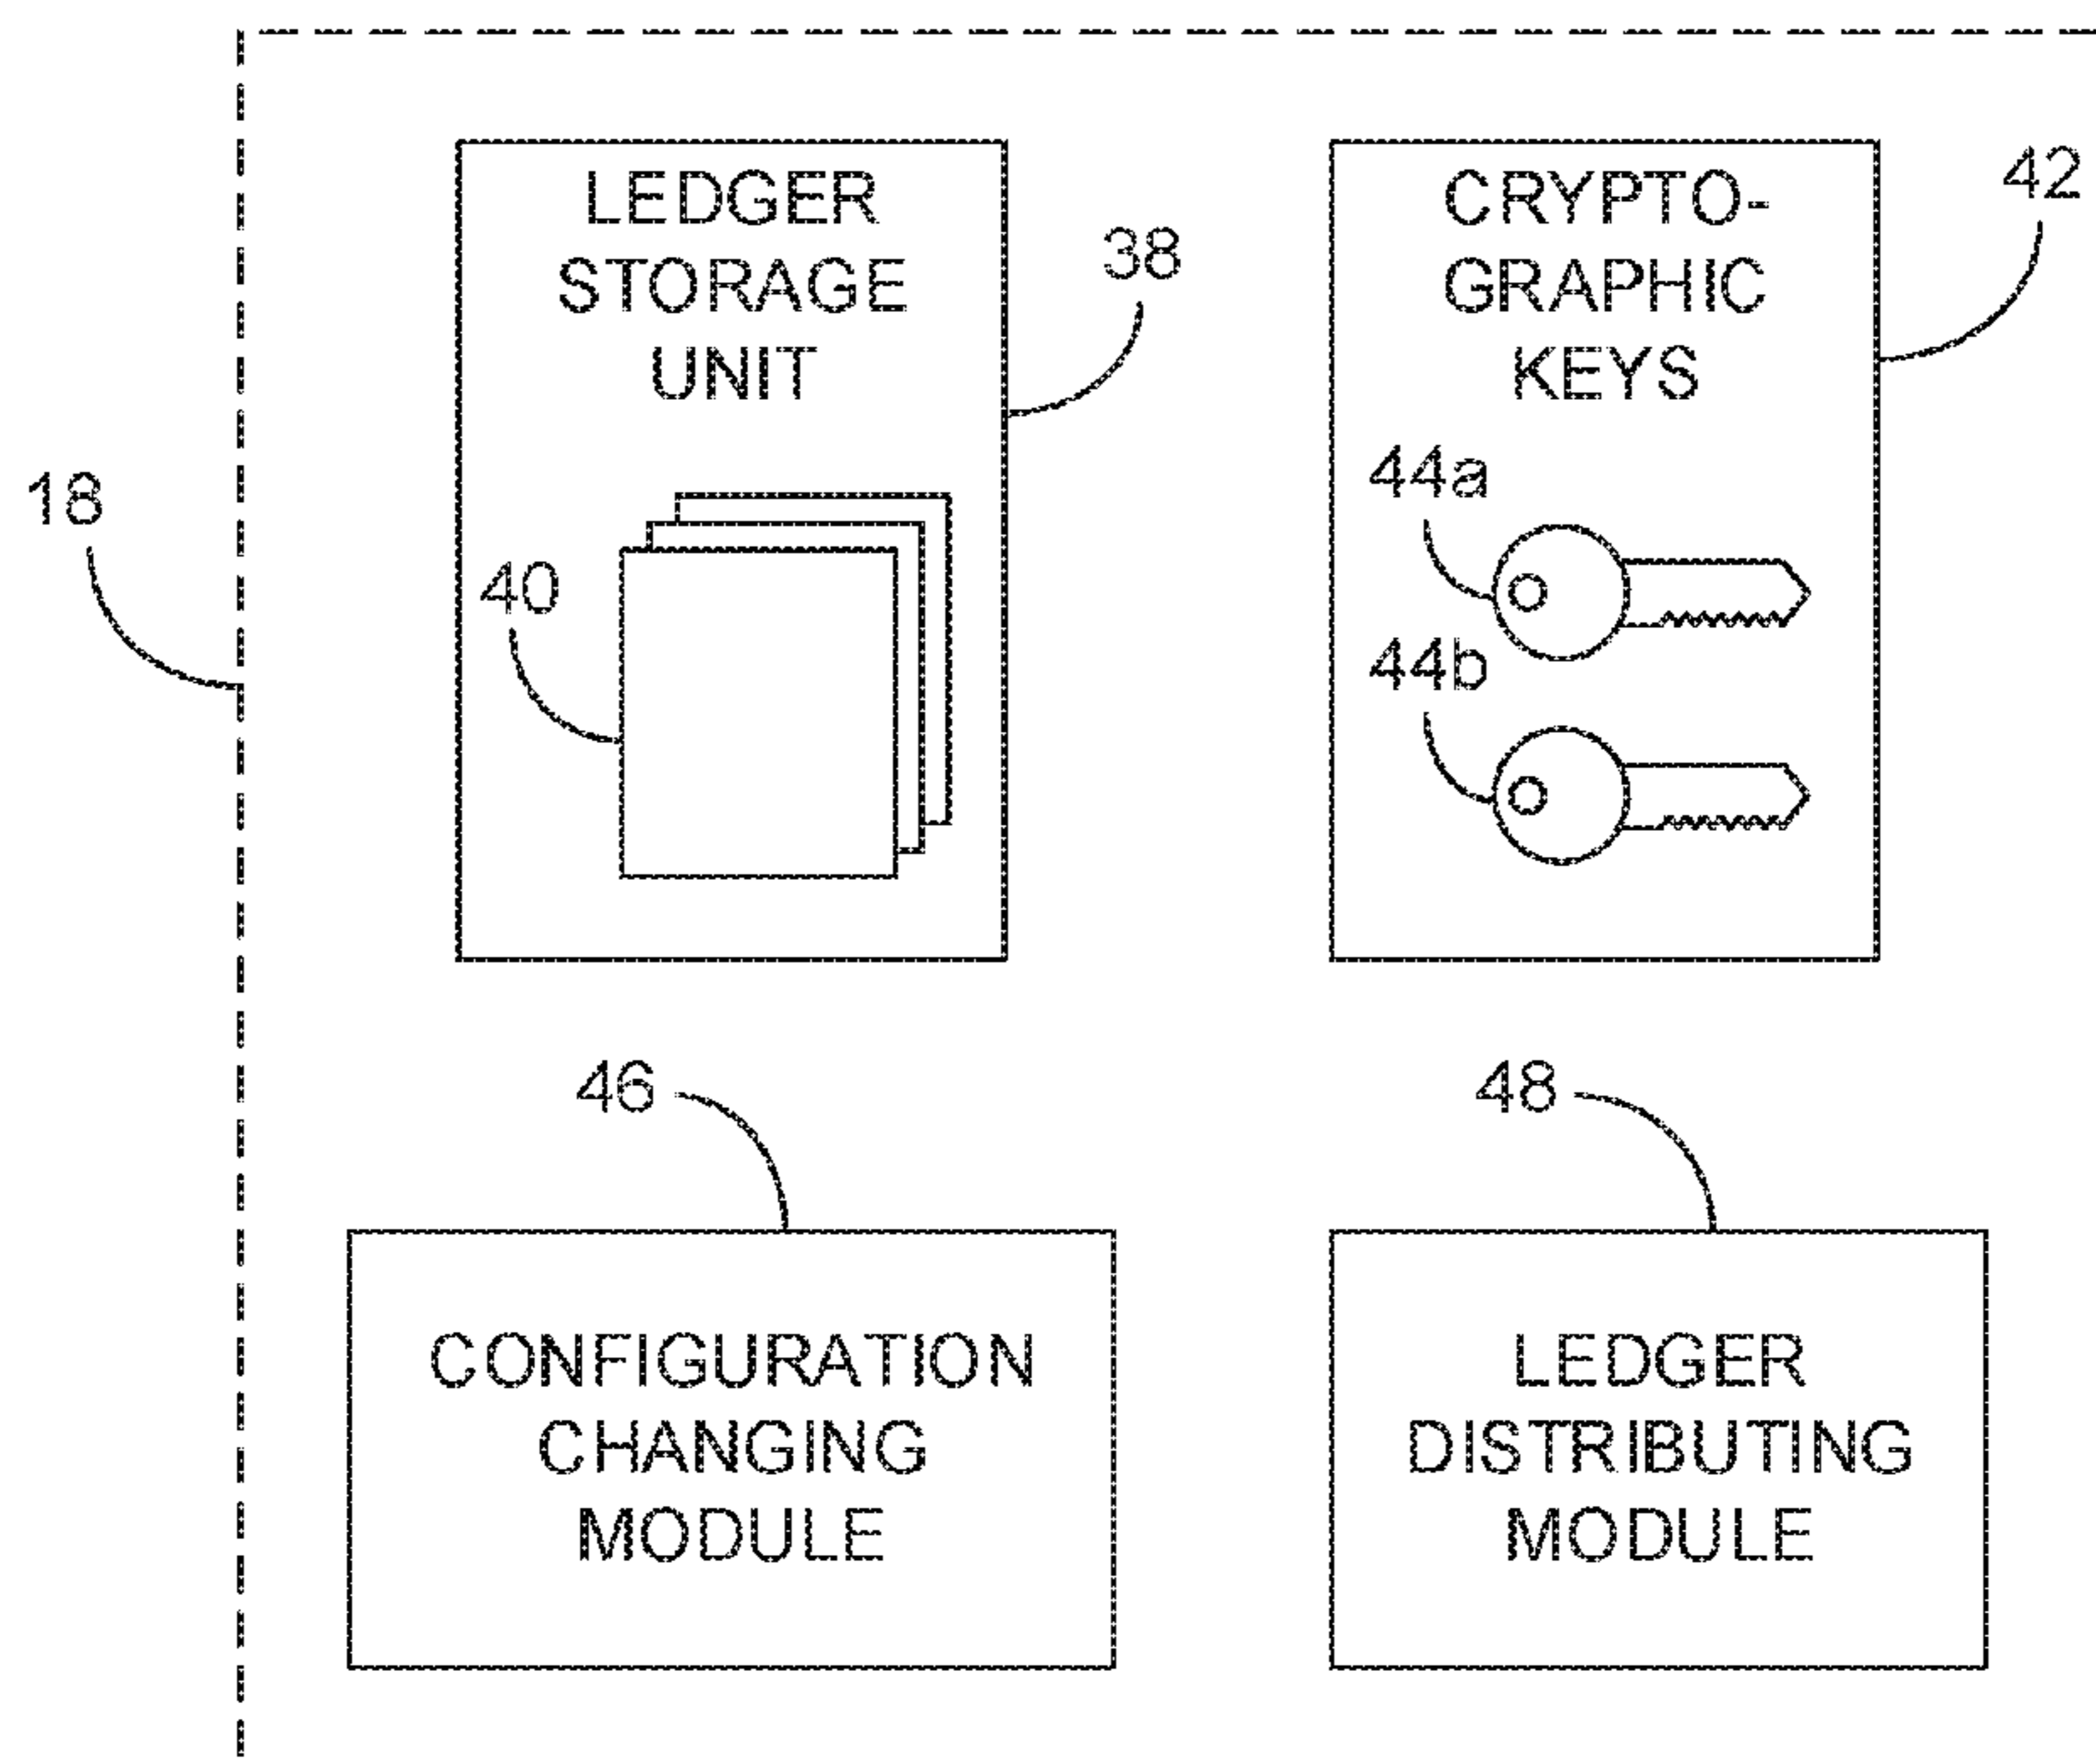 LEDGER
STORAGE
UNIT
38
40
CRYPTO-
GRAPHIC
KEYS
42
44a
44b
18
46
CONFIGURATION
CHANGING
MODULE
48
LEDGER
DISTRIBUTING
MODULE